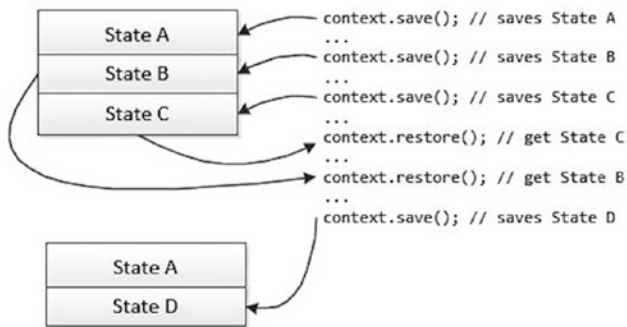 State A
State B
State C
context.save(); // saves State A
...
context.save(); // saves State B
...
context.save(); // saves State C
...
context.restore(); // get State C
...
context.restore(); // get State B
...
context.save(); // saves State D
State A
State D